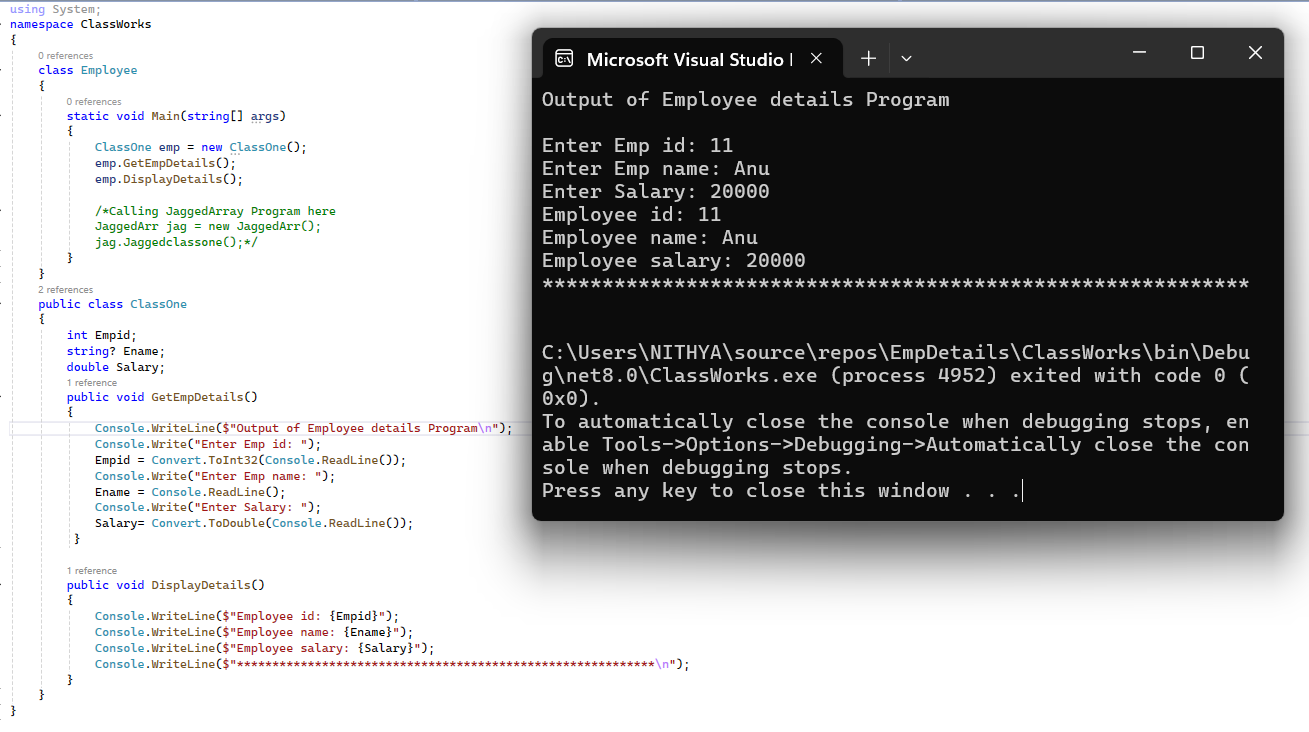 using System;
namespace ClassWorks
{
0 references
class Employee
{
0 references
static void Main(string[] args)
{
ClassOne emp = new ClassOne();
emp.GetEmpDetails();
emp.DisplayDetails();
/*Calling JaggedArray Program here
JaggedArr jag = new JaggedArr();
jag.Jaggedclassone();*/
}
}
2 references
public class ClassOne
{
int Empid;
string? Ename;
double Salary;
1 reference
public void GetEmpDetails()
{
Console.WriteLine($"Output of Employee details Program\n");
Console.Write("Enter Emp id: ");
Empid = Convert.ToInt32(Console.ReadLine());
Console.Write("Enter Emp name: ");
Ename = Console.ReadLine();
Console.Write("Enter Salary: ");
Salary= Convert.ToDouble(Console.ReadLine());
}
1 reference
public void DisplayDetails()
{
Console.WriteLine($"Employee id: {Empid}");
Console.WriteLine($"Employee name: {Ename}");
Console.WriteLine($"Employee salary: {Salary}");
Console.WriteLine($"***********************************************************\n");
}
}
}
Microsoft Visual Studio
Output of Employee details Program
Enter Emp id: 11
Enter Emp name: Anu
Enter Salary: 20000
Employee id: 11
Employee name: Anu
Employee salary: 20000
***********************************************************
C:\Users\NITHYA\source\repos\EmpDetails\ClassWorks\bin\Debu
g\net8.0\ClassWorks.exe (process 4952) exited with code 0 (
0x0).
To automatically close the console when debugging stops, en
able Tools->Options->Debugging->Automatically close the con
sole when debugging stops.
Press any key to close this window . . .